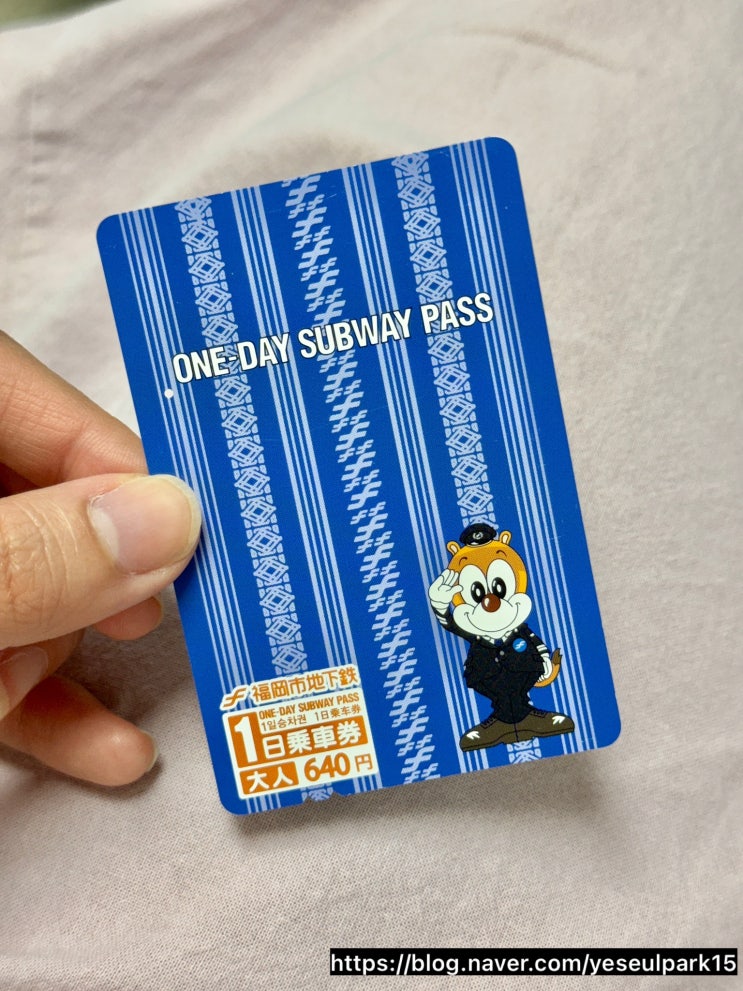 ONE-DAY SUBWAY PASS
福岡市地下鉄
ONE-DAY SUBWAY PASS
1일승차권 1日乘车券
1日乗車券
大人 640円
https://blog.naver.com/yeseulpark15